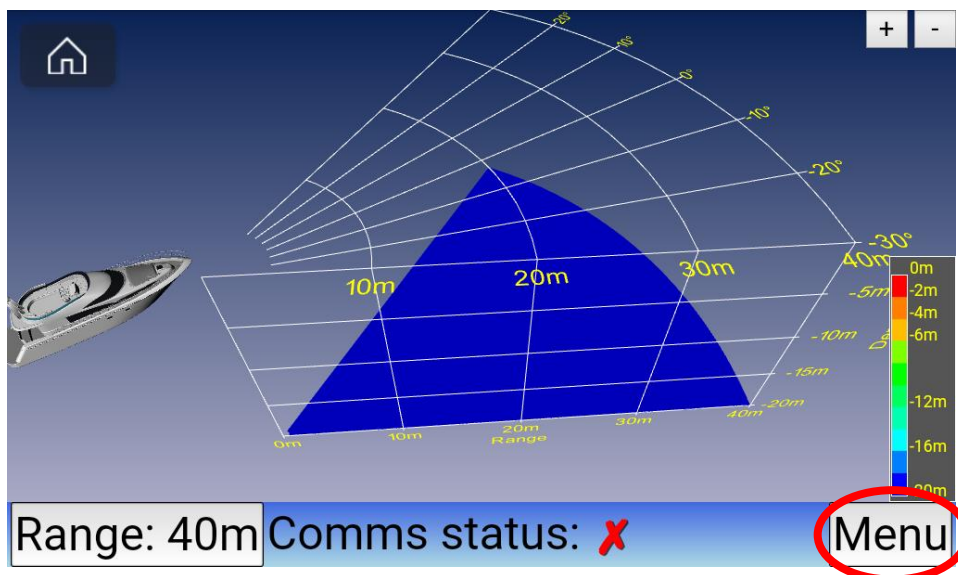 + -
20°
10°
0°
-10°
-20°
-30°
10m 20m 30m 40m
-5m
-10m
-15m
-20m
0m 10m 20m 30m 40m
Range
0m
-2m
-4m
-6m
-12m
-16m
-20m
Range: 40m Comms status: ✗ Menu